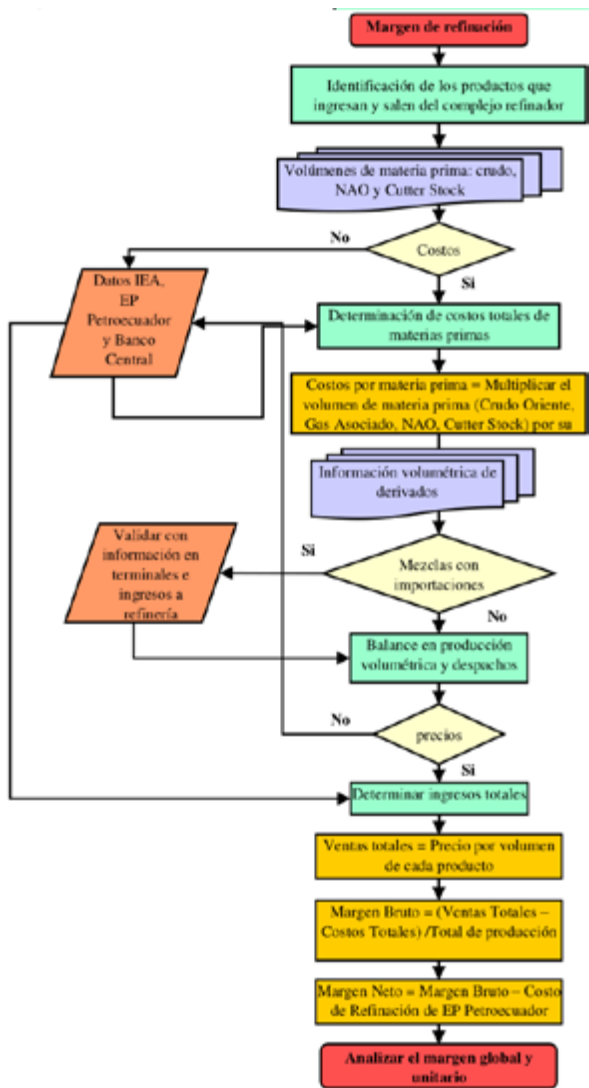 Margen de refinación
Identificación de los productos que
ingresan y salen del complejo refinador
Volúmenes de materia prima: crudo,
NAO y Cutter Stock
No
Costos
Si
Datos IEA,
EP
Petroecuador
y Banco
Central
Determinación de costos totales de
materias primas
Costos por materia prima = Multiplicar el
volumen de materia prima (Crudo Oriente,
Gas Asociado, NAO, Cutter Stock) por su
Información volumétrica de
derivados
Validar con
información en
terminales e
ingresos a
refinería
Si
Mezclas con
importaciones
No
Balance en producción
volumétrica y despachos
No
precios
Si
Determinar ingresos totales
Ventas totales = Precio por volumen
de cada producto
Margen Bruto = (Ventas Totales –
Costos Totales) /Total de producción
Margen Neto = Margen Bruto – Costo
de Refinación de EP Petroecuador
Analizar el margen global y
unitario